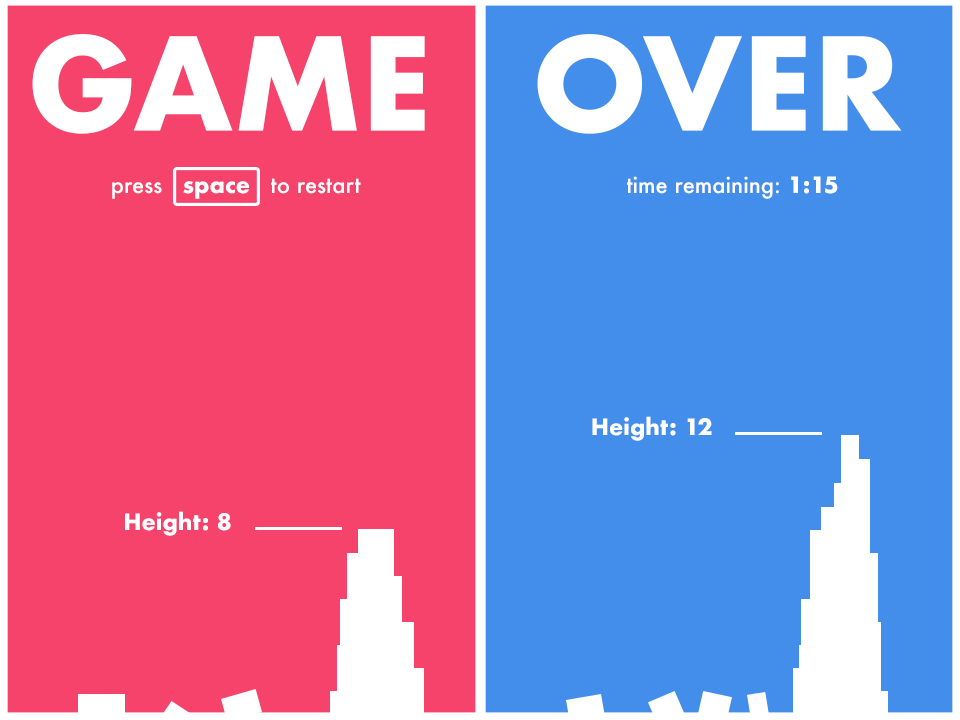 GAME
press space to restart
Height: 8
OVER
time remaining: 1:15
Height: 12